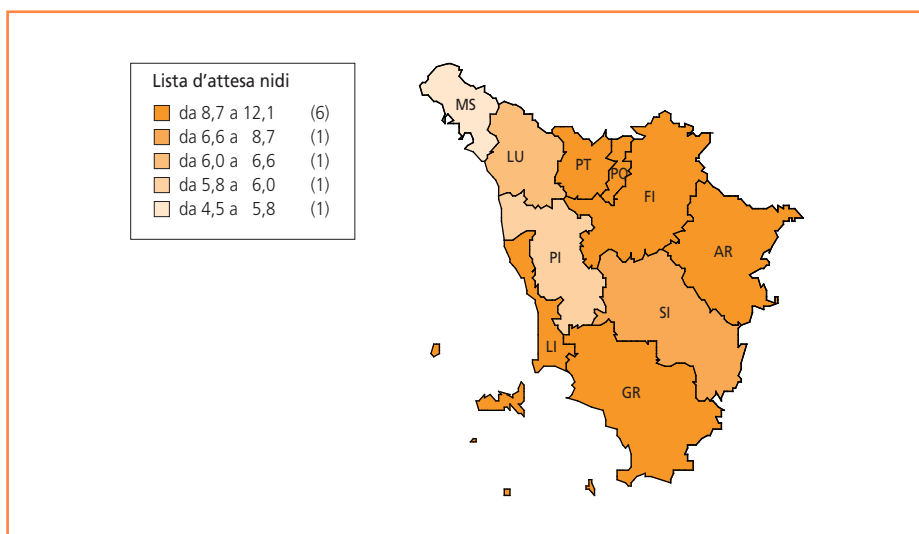 Lista d'attesa nidi
da 8,7 a 12,1 (6)
da 6,6 a 8,7 (1)
da 6,0 a 6,6 (1)
da 5,8 a 6,0 (1)
da 4,5 a 5,8 (1)
MS
LU
PT
PO
FI
AR
PI
SI
LI
GR